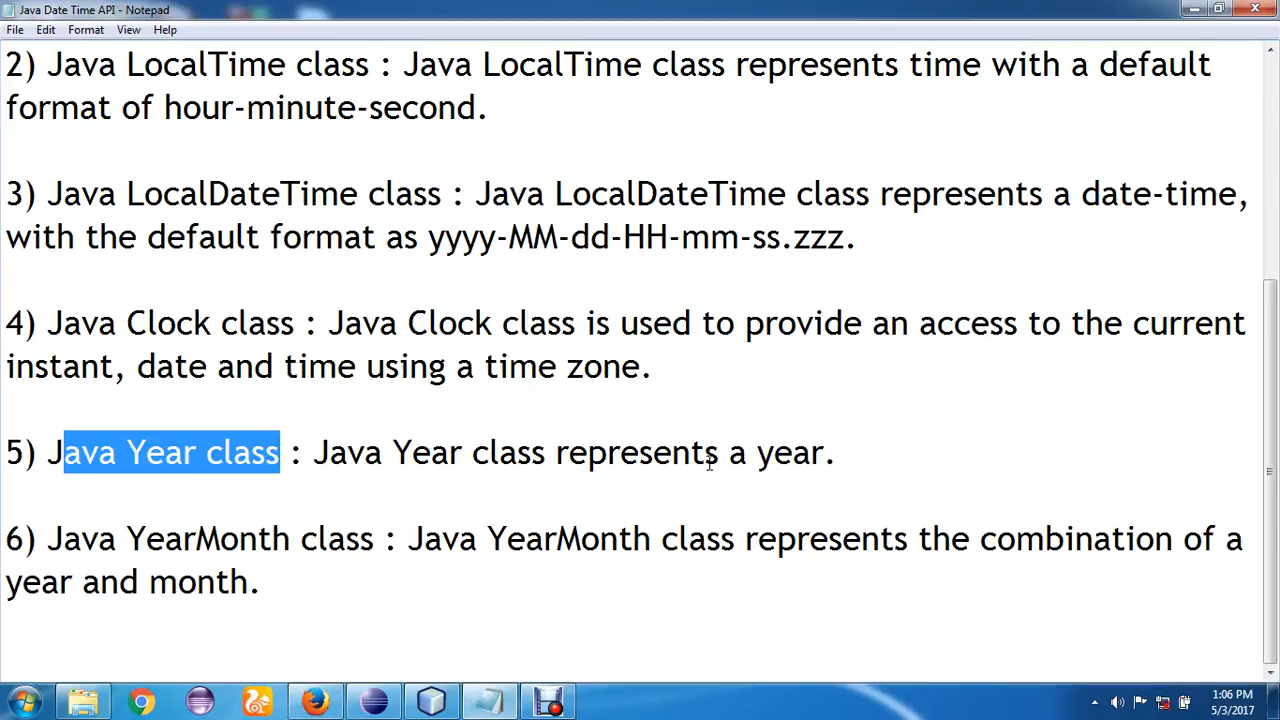 Java Date Time API - Notepad
File Edit Format View Help
2) Java LocalTime class : Java LocalTime class represents time with a default
format of hour-minute-second.
3) Java LocalDateTime class : Java LocalDateTime class represents a date-time,
with the default format as yyyy-MM-dd-HH-mm-ss.zzz.
4) Java Clock class : Java Clock class is used to provide an access to the current
instant, date and time using a time zone.
5) Java Year class : Java Year class represents a year.
6) Java YearMonth class : Java YearMonth class represents the combination of a
year and month.
1:06 PM
5/3/2017